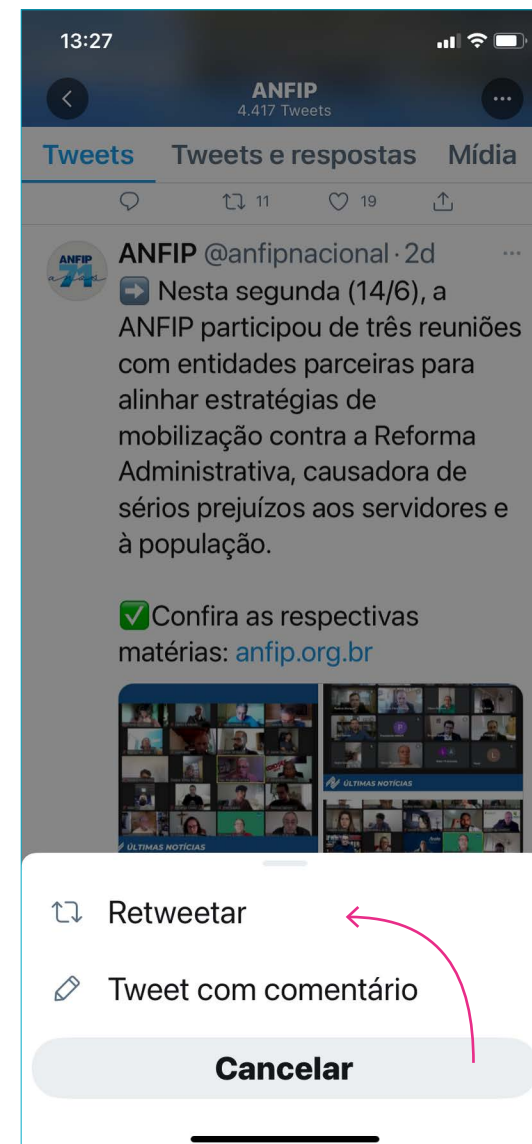 13:27
ANFIP
4.417 Tweets
Tweets Tweets e respostas Mídia
11 19
ANFIP
71
anos
ANFIP @anfipnacional · 2d
➡️ Nesta segunda (14/6), a
ANFIP participou de três reuniões
com entidades parceiras para
alinhar estratégias de
mobilização contra a Reforma
Administrativa, causadora de
sérios prejuízos aos servidores e
à população.
✅Confira as respectivas
matérias: anfip.org.br
ÚLTIMAS NOTÍCIAS
ÚLTIMAS NOTÍCIAS
Retweetar
Tweet com comentário
Cancelar